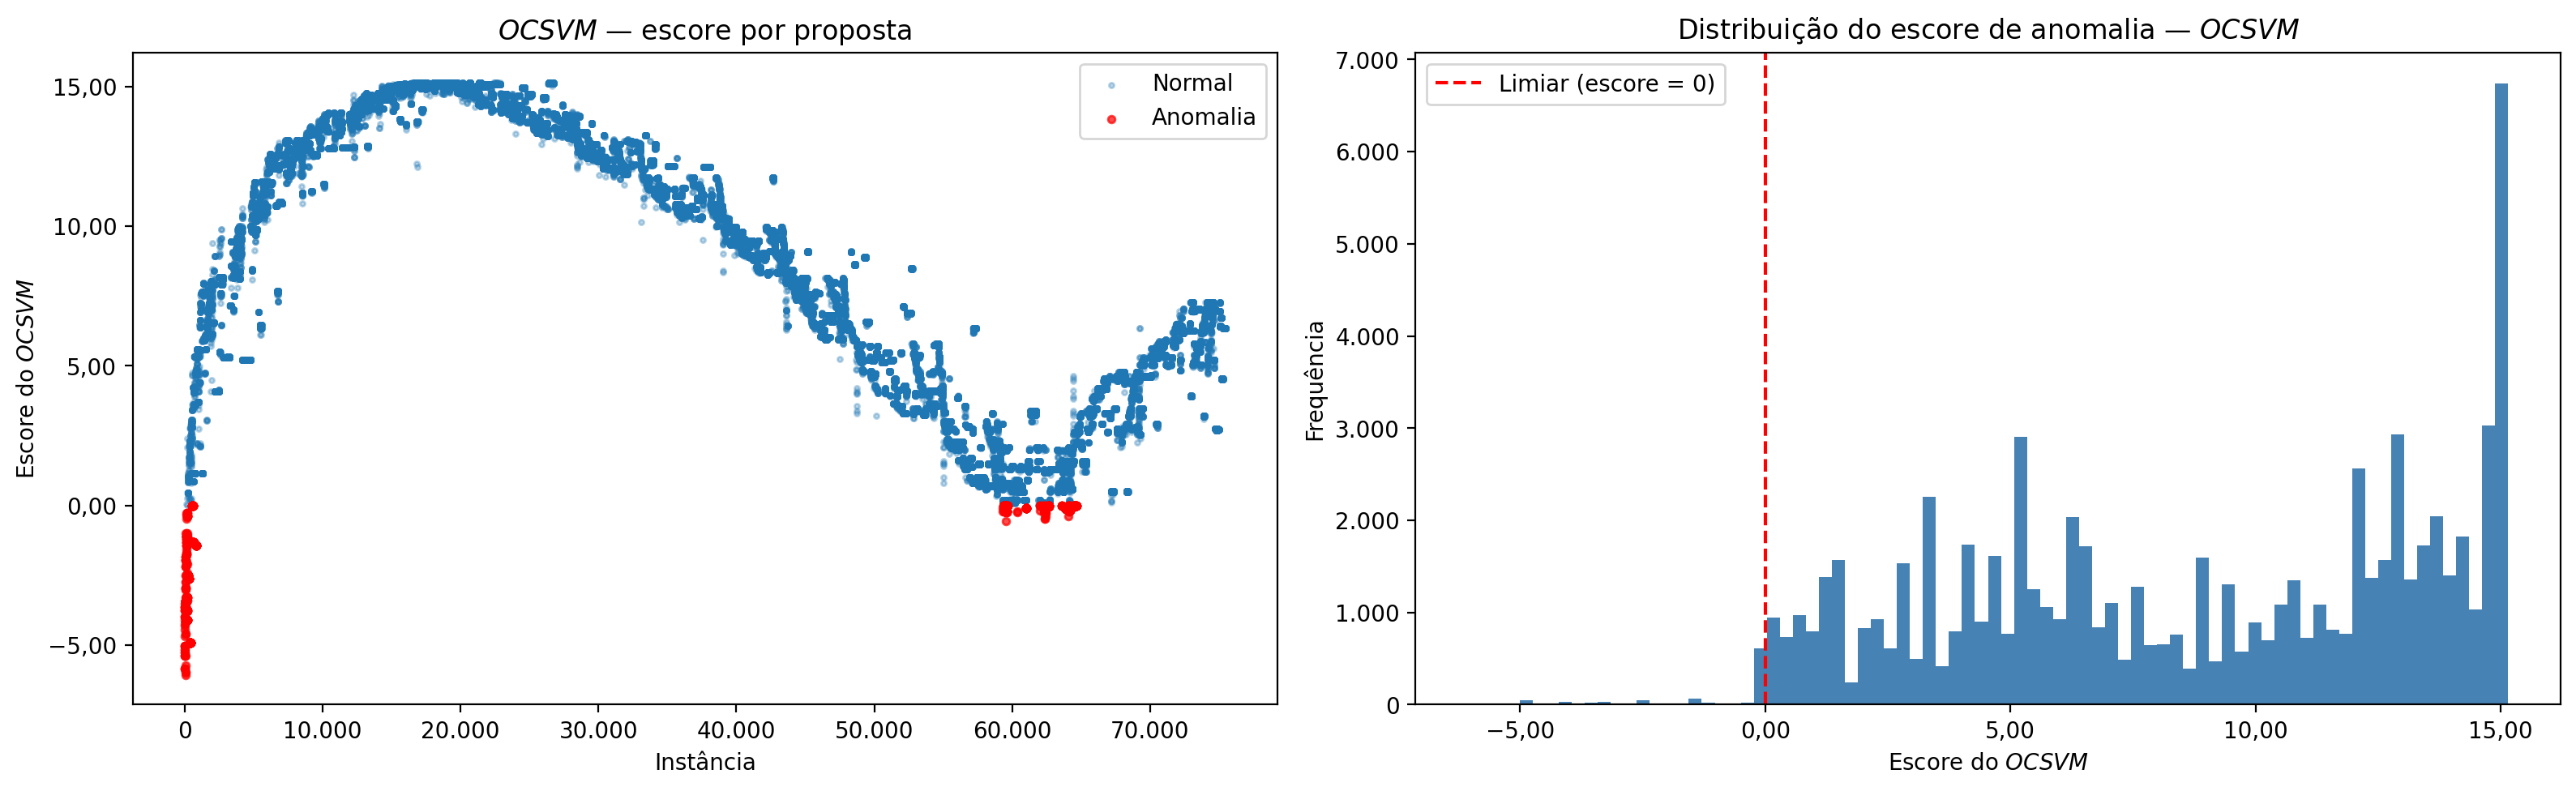 OCSVM — escore por proposta
Normal
Anomalia
15,00
10,00
5,00
0,00
−5,00
Escore do OCSVM
0
10.000
20.000
30.000
40.000
50.000
60.000
70.000
Instância
Distribuição do escore de anomalia — OCSVM
Limiar (escore = 0)
7.000
6.000
5.000
4.000
3.000
2.000
1.000
0
Frequência
−5,00
0,00
5,00
10,00
15,00
Escore do OCSVM